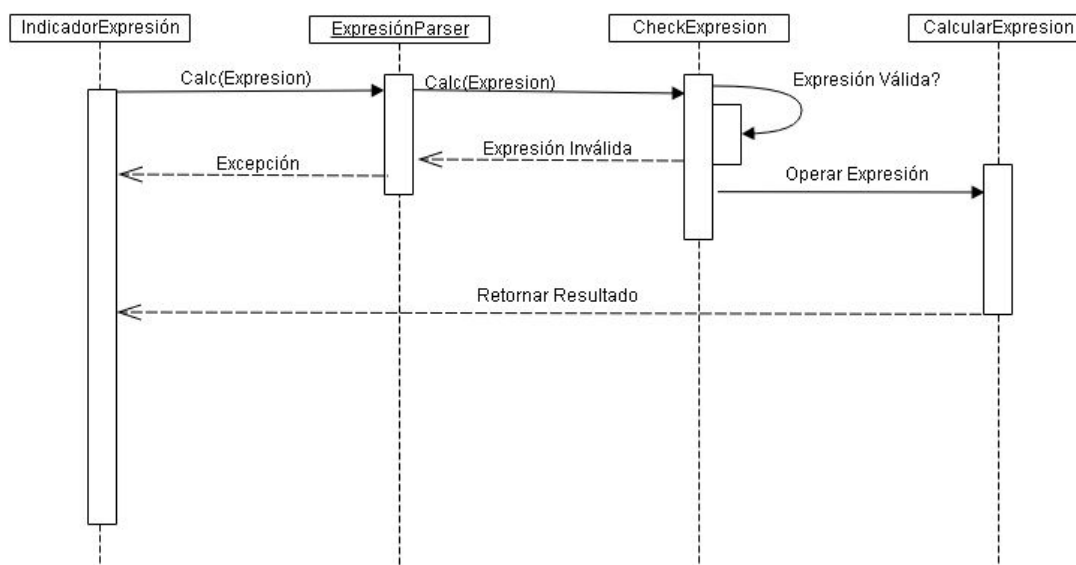 IndicadorExpresión
ExpresiónParser
CheckExpresion
CalcularExpresion
Calc(Expresion)
Calc(Expresion)
Expresión Válida?
Expresión Inválida
Excepción
Operar Expresión
Retornar Resultado